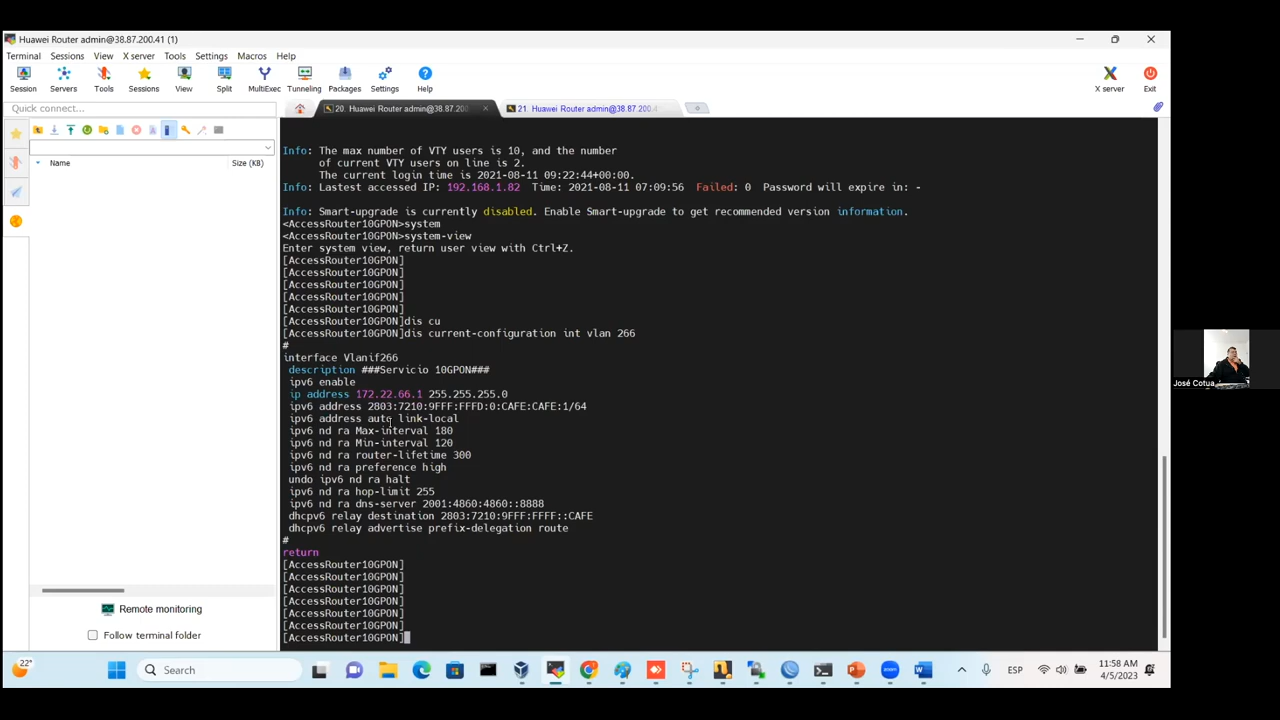 Huawei Router admin@38.87.200.41 (1)
Terminal Sessions View X server Tools Settings Macros Help
Session Servers Tools Sessions View Split MultiExec Tunneling Packages Settings Help X server Exit
Quick connect...
20. Huawei Router admin@38.87.200
21. Huawei Router admin@38.87.200.4
Name Size (KB)
Info: The max number of VTY users is 10, and the number
of current VTY users on line is 2.
The current login time is 2021-08-11 09:22:44+00:00.
Info: Lastest accessed IP: 192.168.1.82 Time: 2021-08-11 07:09:56 Failed: 0 Password will expire in: -
Info: Smart-upgrade is currently disabled. Enable Smart-upgrade to get recommended version information.
<AccessRouter10GPON>system
<AccessRouter10GPON>system-view
Enter system view, return user view with Ctrl+Z.
[AccessRouter10GPON]
[AccessRouter10GPON]
[AccessRouter10GPON]
[AccessRouter10GPON]
[AccessRouter10GPON]
[AccessRouter10GPON]dis cu
[AccessRouter10GPON]dis current-configuration int vlan 266
#
interface Vlanif266
description ###Servicio 10GPON###
ipv6 enable
ip address 172.22.66.1 255.255.255.0
ipv6 address 2803:7210:9FFF:FFFD:0:CAFE:CAFE:1/64
ipv6 address auto link-local
ipv6 nd ra Max-interval 180
ipv6 nd ra Min-interval 120
ipv6 nd ra router-lifetime 300
ipv6 nd ra preference high
undo ipv6 nd ra halt
ipv6 nd ra hop-limit 255
ipv6 nd ra dns-server 2001:4860:4860::8888
dhcpv6 relay destination 2803:7210:9FFF:FFFF::CAFE
dhcpv6 relay advertise prefix-delegation route
#
return
[AccessRouter10GPON]
[AccessRouter10GPON]
[AccessRouter10GPON]
[AccessRouter10GPON]
[AccessRouter10GPON]
[AccessRouter10GPON]
[AccessRouter10GPON]
Remote monitoring
Follow terminal folder
José Cotua
22°
Search
ESP
11:58 AM
4/5/2023